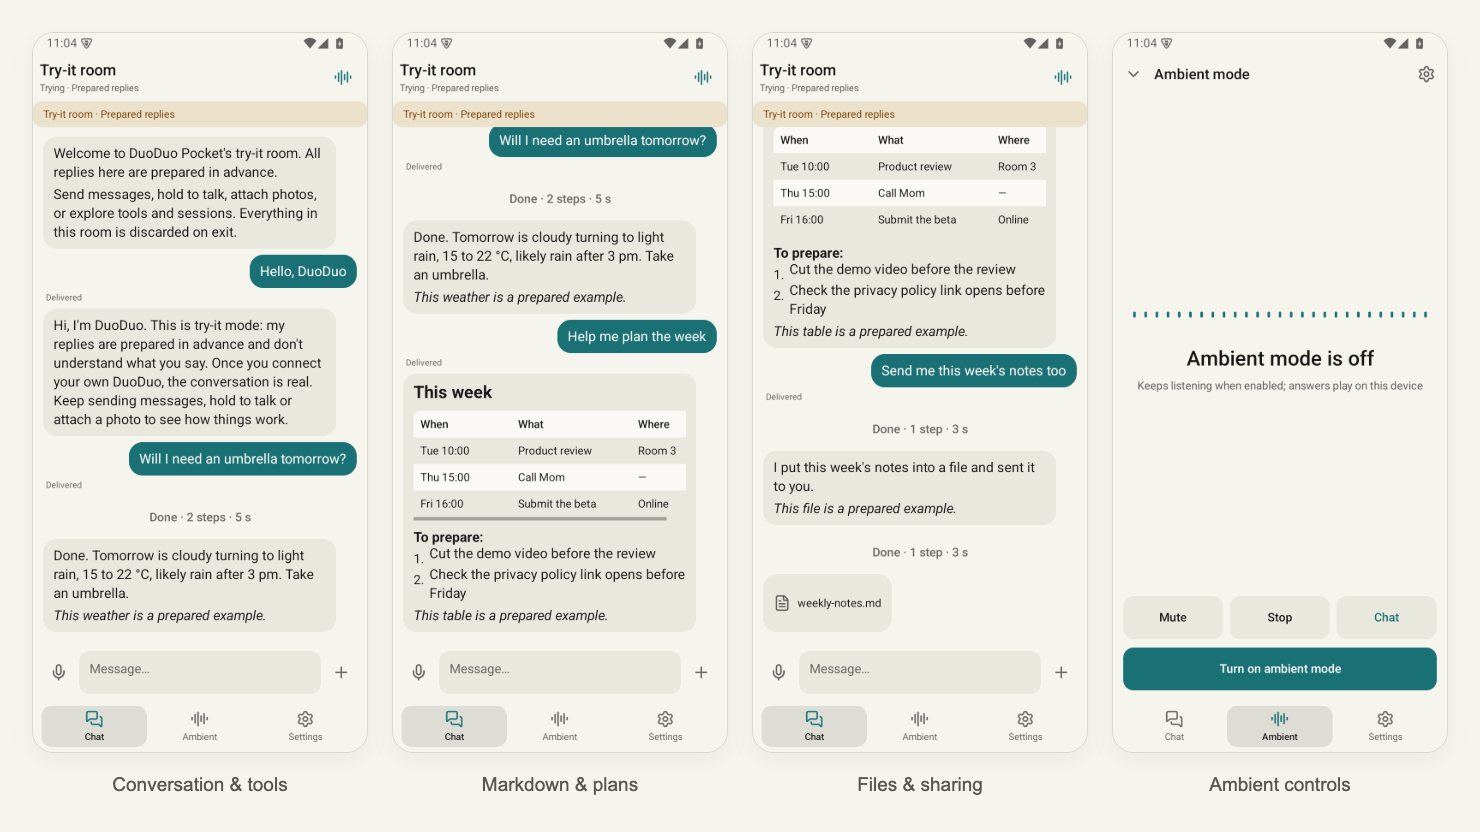 11:04
Try-it room
Trying · Prepared replies
Try-it room · Prepared replies
Welcome to DuoDuo Pocket's try-it room. All
replies here are prepared in advance.
Send messages, hold to talk, attach photos,
or explore tools and sessions. Everything in
this room is discarded on exit.
Hello, DuoDuo
Delivered
Hi, I'm DuoDuo. This is try-it mode: my
replies are prepared in advance and don't
understand what you say. Once you connect
your own DuoDuo, the conversation is real.
Keep sending messages, hold to talk or
attach a photo to see how things work.
Will I need an umbrella tomorrow?
Delivered
Done · 2 steps · 5 s
Done. Tomorrow is cloudy turning to light
rain, 15 to 22 °C, likely rain after 3 pm. Take
an umbrella.
This weather is a prepared example.
Message...
Chat
Ambient
Settings
Conversation & tools
11:04
Try-it room
Trying · Prepared replies
Try-it room · Prepared replies
Will I need an umbrella tomorrow?
Delivered
Done · 2 steps · 5 s
Done. Tomorrow is cloudy turning to light
rain, 15 to 22 °C, likely rain after 3 pm. Take
an umbrella.
This weather is a prepared example.
Help me plan the week
Delivered
This week
When What Where
Tue 10:00 Product review Room 3
Thu 15:00 Call Mom —
Fri 16:00 Submit the beta Online
To prepare:
1. Cut the demo video before the review
2. Check the privacy policy link opens before
Friday
This table is a prepared example.
Message...
Chat
Ambient
Settings
Markdown & plans
11:04
Try-it room
Trying · Prepared replies
Try-it room · Prepared replies
When What Where
Tue 10:00 Product review Room 3
Thu 15:00 Call Mom —
Fri 16:00 Submit the beta Online
To prepare:
1. Cut the demo video before the review
2. Check the privacy policy link opens before
Friday
This table is a prepared example.
Send me this week's notes too
Delivered
Done · 1 step · 3 s
I put this week's notes into a file and sent it
to you.
This file is a prepared example.
Done · 1 step · 3 s
weekly-notes.md
Message...
Chat
Ambient
Settings
Files & sharing
11:04
Ambient mode
Ambient mode is off
Keeps listening when enabled; answers play on this device
Mute
Stop
Chat
Turn on ambient mode
Chat
Ambient
Settings
Ambient controls